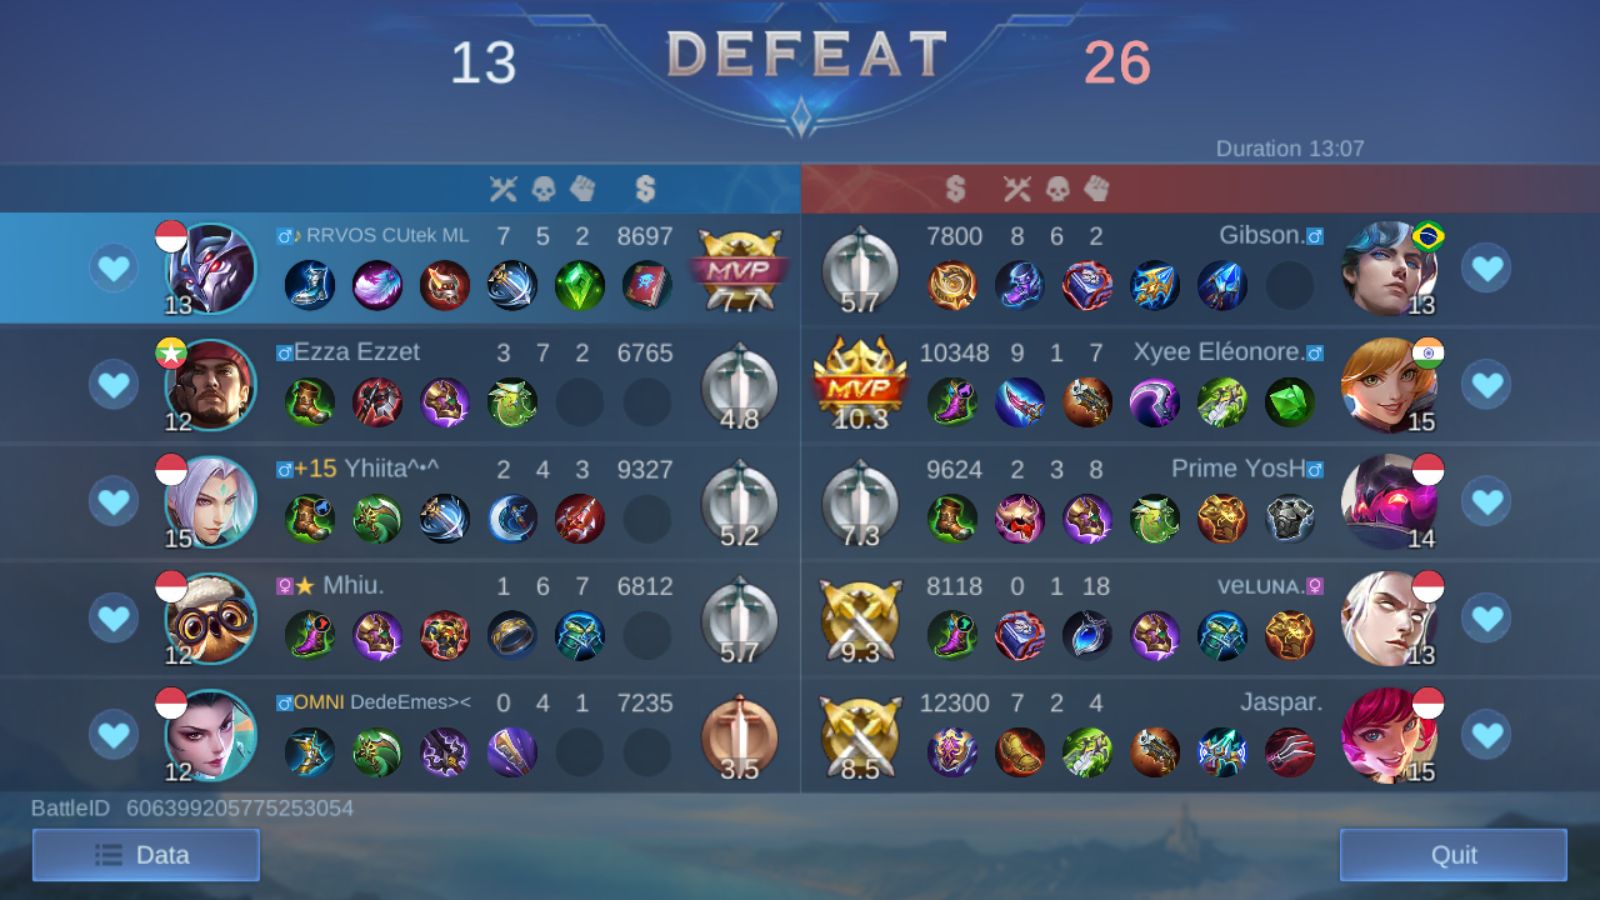 13 DEFEAT 26
Duration 13:07
13 RRVOS CUtek ML 7 5 2 8697 MVP 7.7
5.7 7800 8 6 2 Gibson. 13
12 Ezza Ezzet 3 7 2 6765 4.8
MVP 10.3 10348 9 1 7 Xyee Eléonore. 15
15 +15 Yhiita^•^ 2 4 3 9327 5.2
7.3 9624 2 3 8 Prime YosH 14
12 Mhiu. 1 6 7 6812 5.7
9.3 8118 0 1 18 VeLUNA. 13
12 OMNI DedeEmes>< 0 4 1 7235 3.5
8.5 12300 7 2 4 Jaspar. 15
BattleID 606399205775253054
Data
Quit